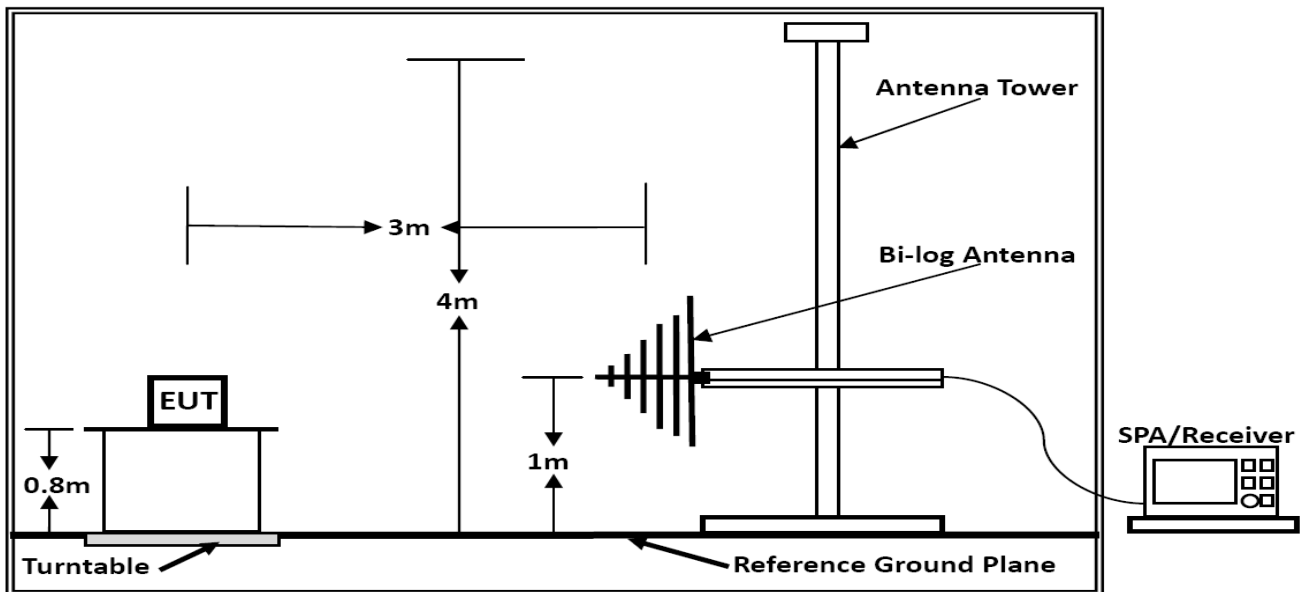 Antenna Tower
3m
Bi-log Antenna
4m
EUT
SPA/Receiver
1m
0.8m
Turntable
Reference Ground Plane